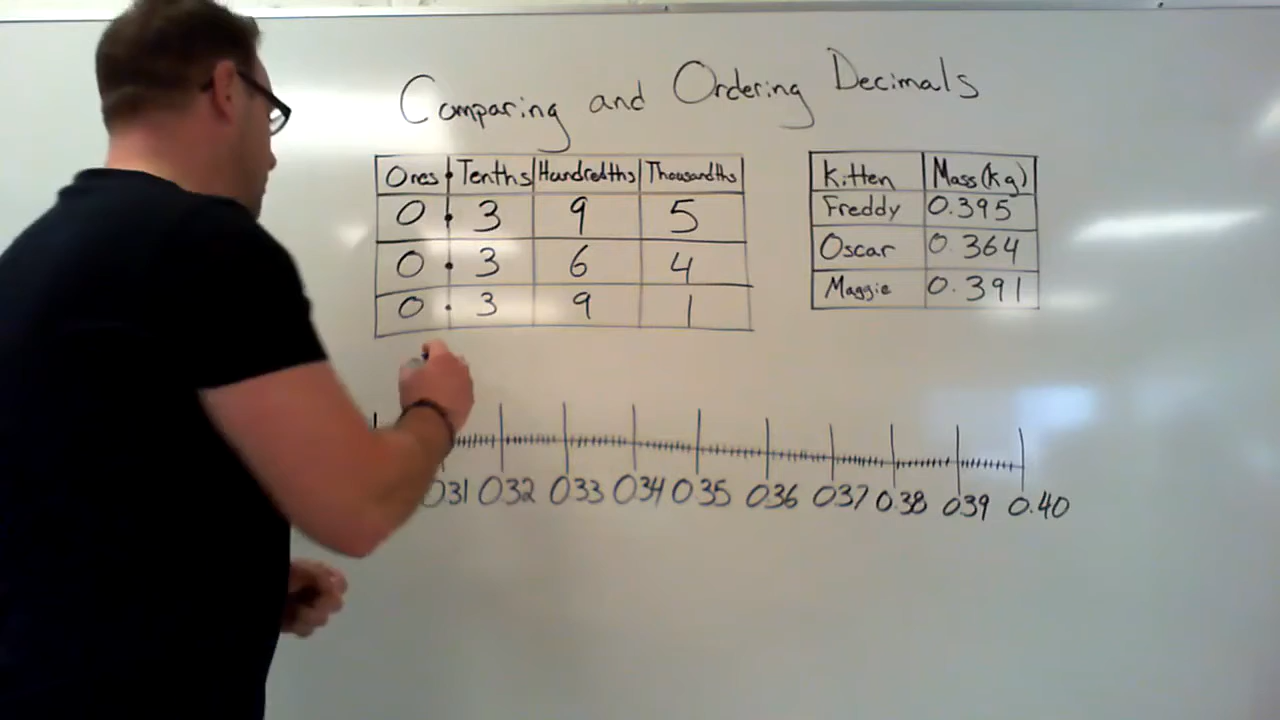 Comparing and Ordering Decimals
Ones . Tenths Hundredths Thousandths
0 . 3 9 5
0 . 3 6 4
0 . 3 9 1
Kitten Mass (kg)
Freddy 0.395
Oscar 0.364
Maggie 0.391
031 032 033 034 035 036 037 0.38 039 0.40